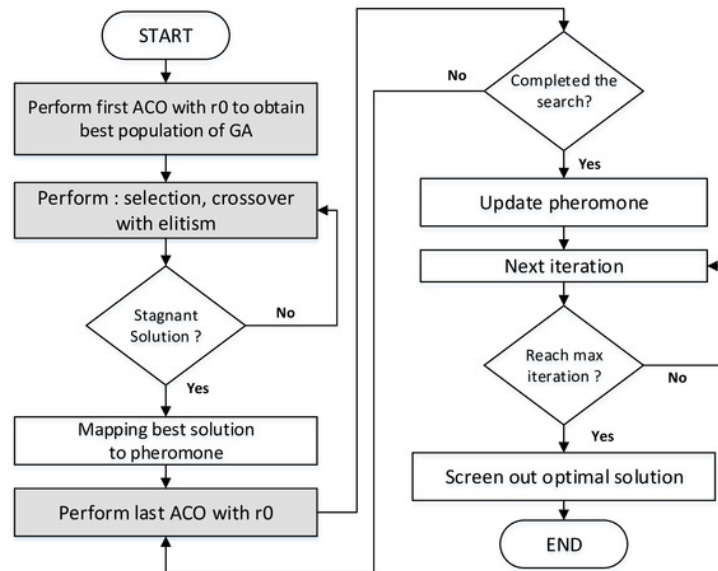 START
Perform first ACO with r0 to obtain
best population of GA
Perform : selection, crossover
with elitism
Stagnant
Solution ?
No
Yes
Mapping best solution
to pheromone
Perform last ACO with r0
Completed the
search?
No
Yes
Update pheromone
Next iteration
Reach max
iteration ?
No
Yes
Screen out optimal solution
END